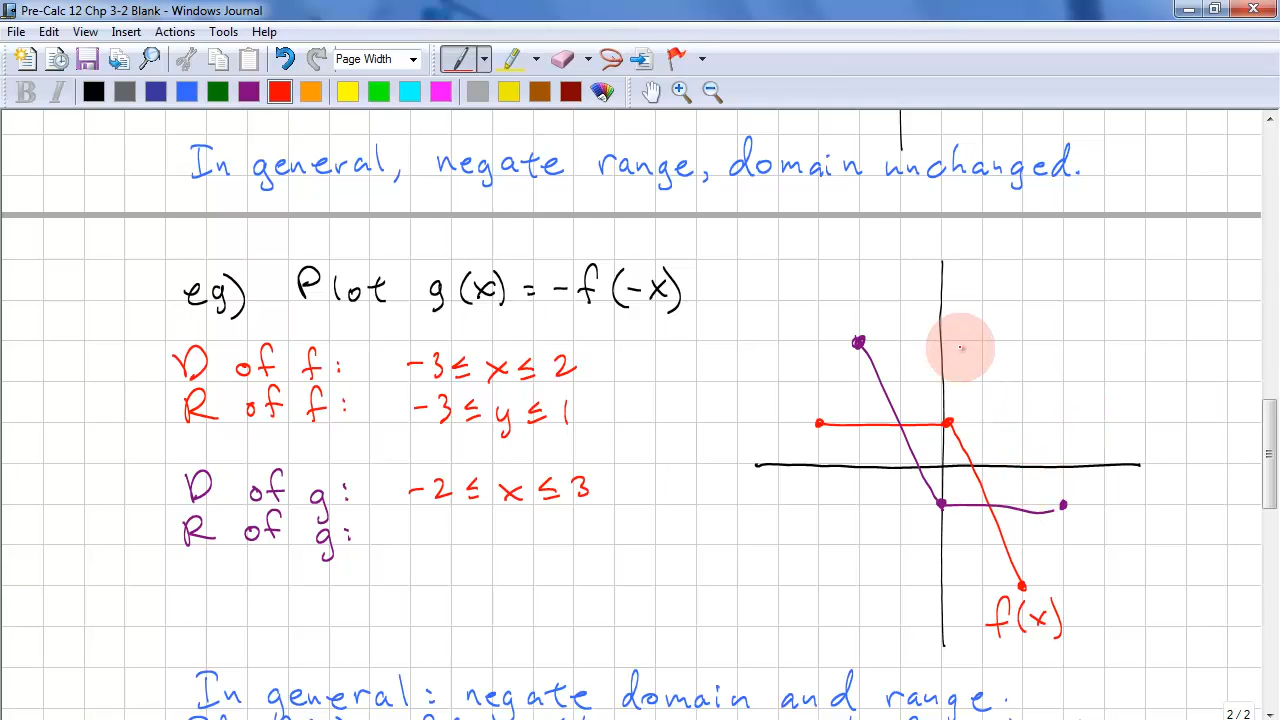 Pre-Calc 12 Chp 3-2 Blank - Windows Journal
File Edit View Insert Actions Tools Help
Page Width
B I
In general, negate range, domain unchanged.
eg) Plot g(x) = -f(-x)
D of f: -3 ≤ x ≤ 2
R of f: -3 ≤ y ≤ 1
D of g: -2 ≤ x ≤ 3
R of g:
f(x)
In general: negate domain and range.
2 / 2